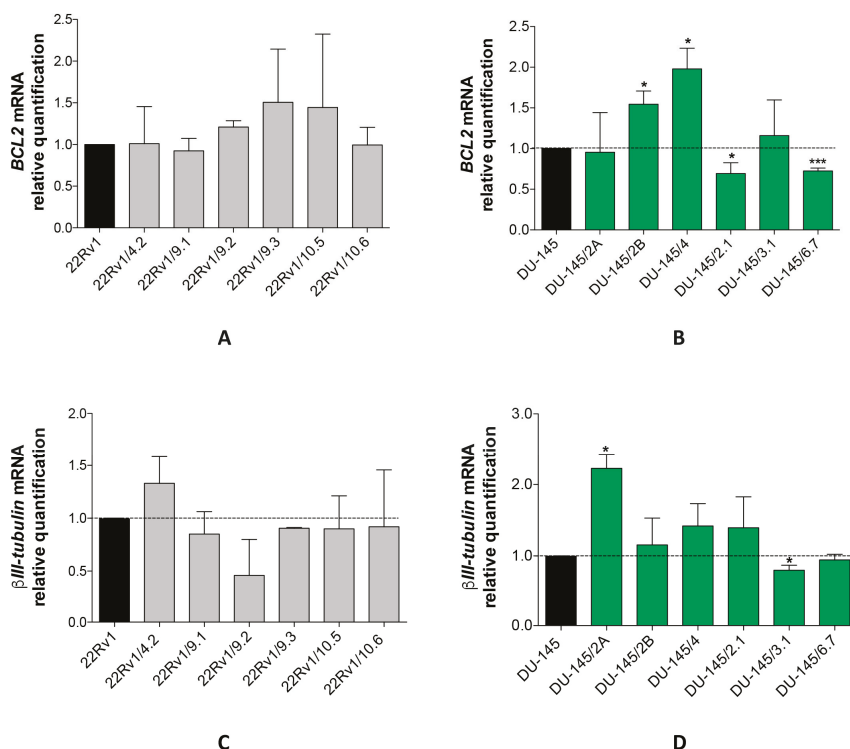 BCL2 mRNA
relative quantification
2.5
2.0
1.5
1.0
0.5
0.0
22Rv1
22Rv1/4.2
22Rv1/9.1
22Rv1/9.2
22Rv1/9.3
22Rv1/10.5
22Rv1/10.6
A
BCL2 mRNA
relative quantification
2.5
2.0
1.5
1.0
0.5
0.0
*
*
*
***
DU-145
DU-145/2A
DU-145/2B
DU-145/4
DU-145/2.1
DU-145/3.1
DU-145/6.7
B
βIII-tubulin mRNA
relative quantification
2.0
1.5
1.0
0.5
0.0
22Rv1
22Rv1/4.2
22Rv1/9.1
22Rv1/9.2
22Rv1/9.3
22Rv1/10.5
22Rv1/10.6
C
βIII-tubulin mRNA
relative quantification
3.0
2.0
1.0
0.0
*
*
DU-145
DU-145/2A
DU-145/2B
DU-145/4
DU-145/2.1
DU-145/3.1
DU-145/6.7
D